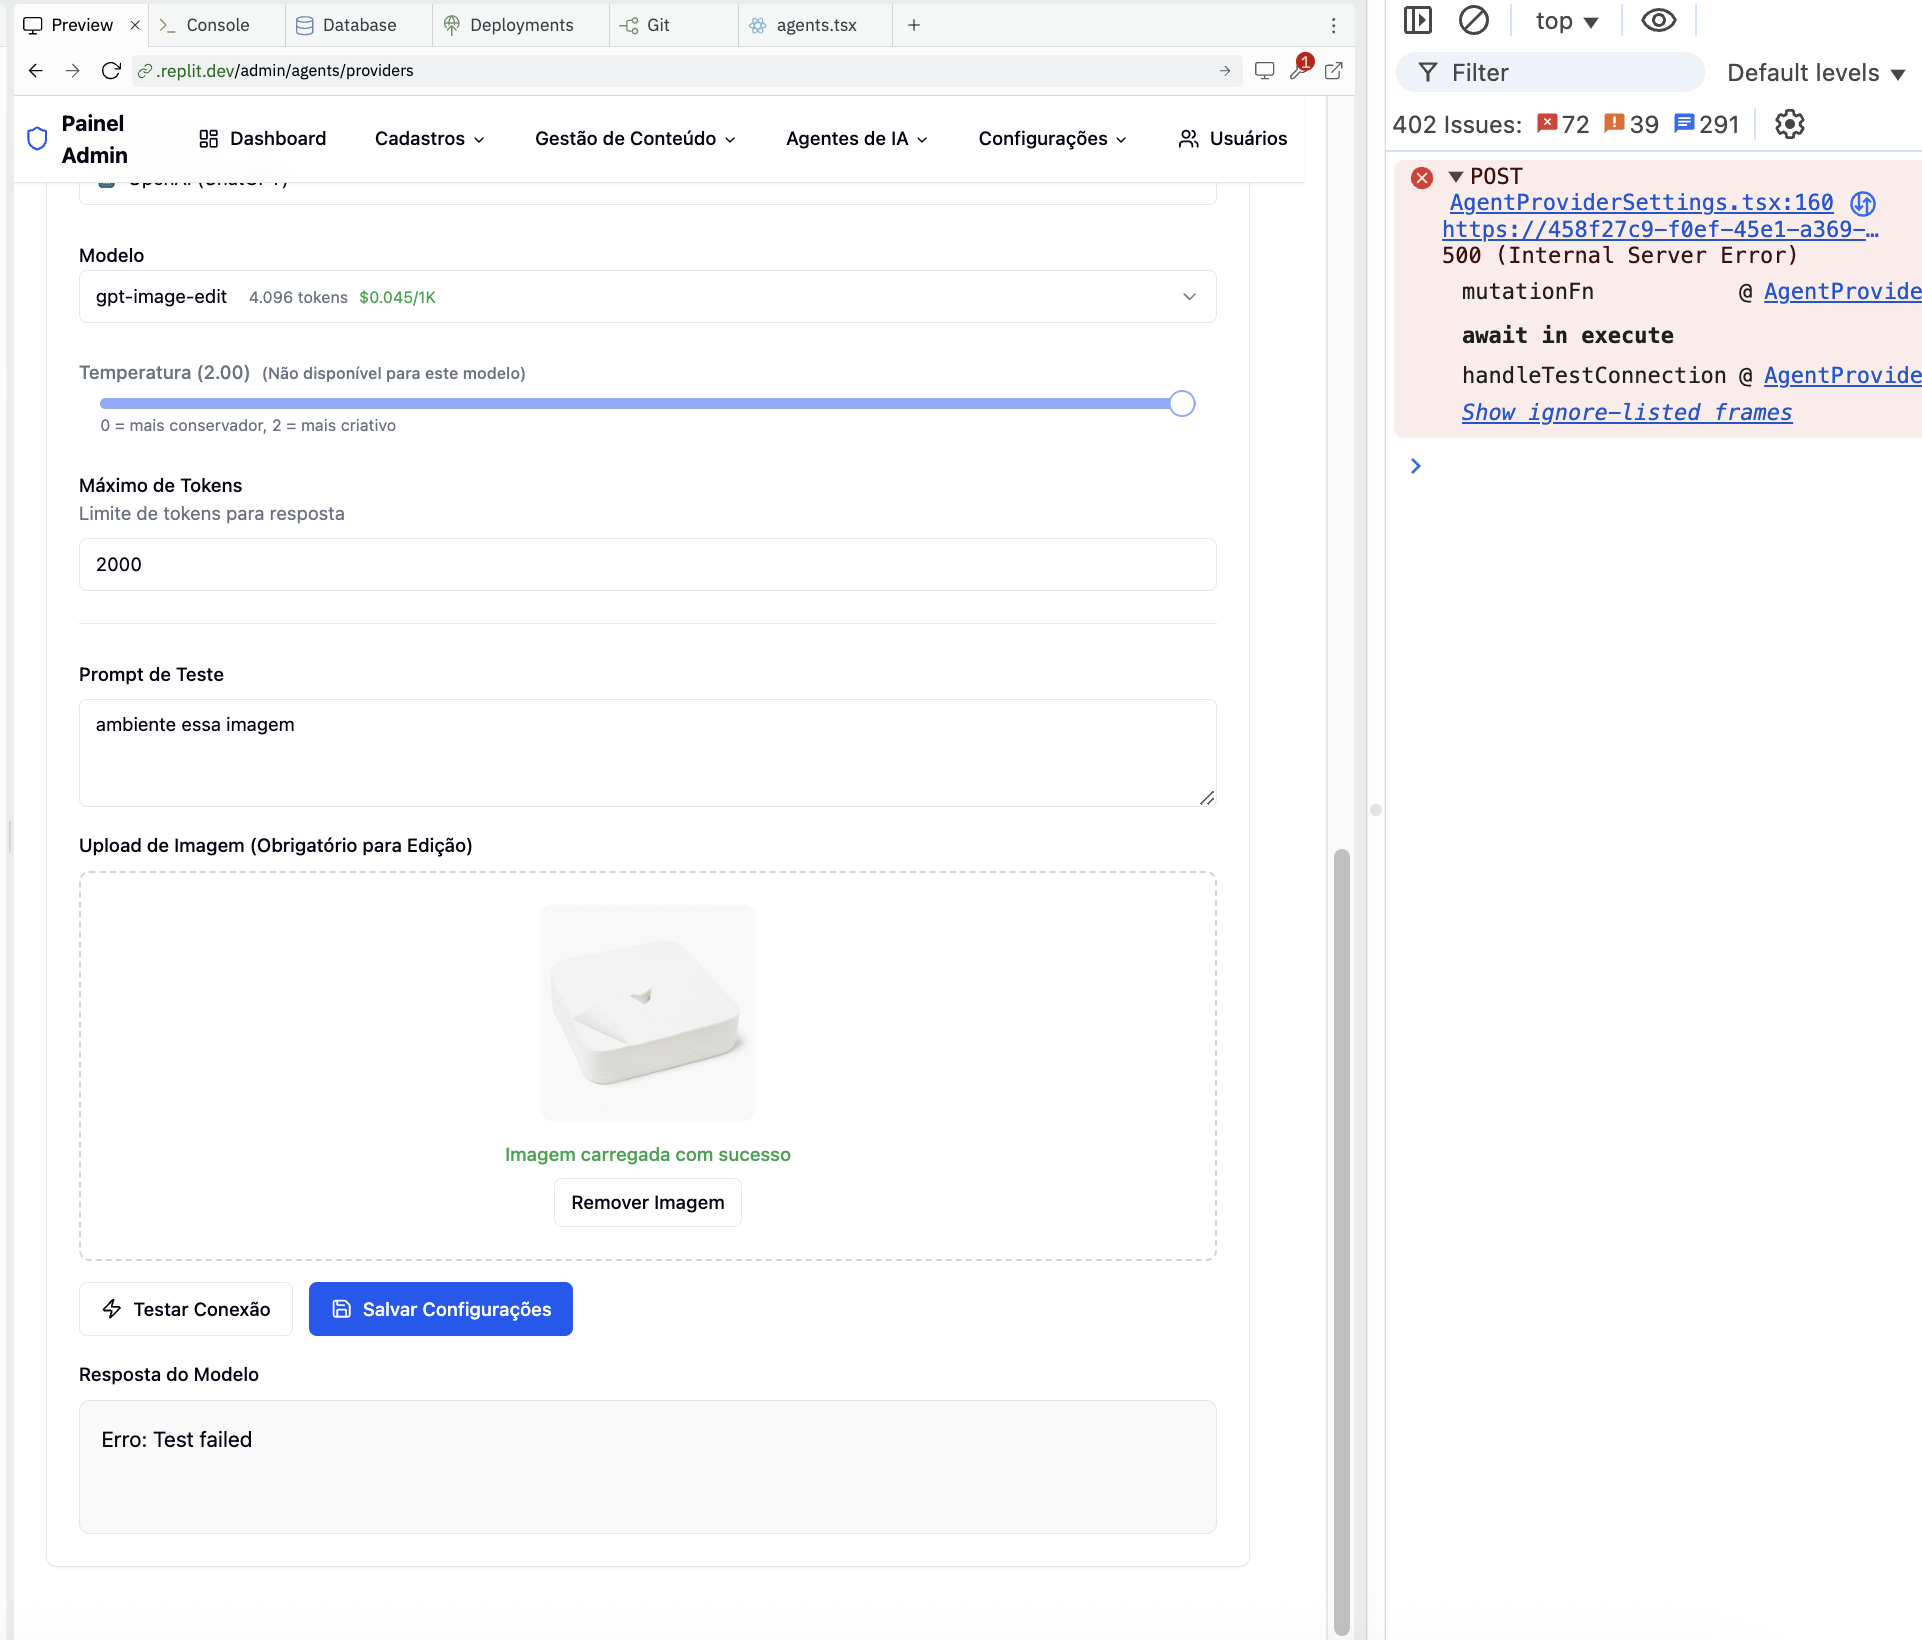 Preview
Console
Database
Deployments
Git
agents.tsx
.replit.dev/admin/agents/providers
1
Painel Admin
Dashboard
Cadastros
Gestão de Conteúdo
Agentes de IA
Configurações
Usuários
OpenAI (ChatGPT)
Modelo
gpt-image-edit 4.096 tokens $0.045/1K
Temperatura (2.00) (Não disponível para este modelo)
0 = mais conservador, 2 = mais criativo
Máximo de Tokens
Limite de tokens para resposta
2000
Prompt de Teste
ambiente essa imagem
Upload de Imagem (Obrigatório para Edição)
Imagem carregada com sucesso
Remover Imagem
Testar Conexão
Salvar Configurações
Resposta do Modelo
Erro: Test failed
top
Filter
Default levels
402 Issues: 72 39 291
POST
AgentProviderSettings.tsx:160
https://458f27c9-f0ef-45e1-a369-…
500 (Internal Server Error)
mutationFn @ AgentProvide
await in execute
handleTestConnection @ AgentProvide
Show ignore-listed frames